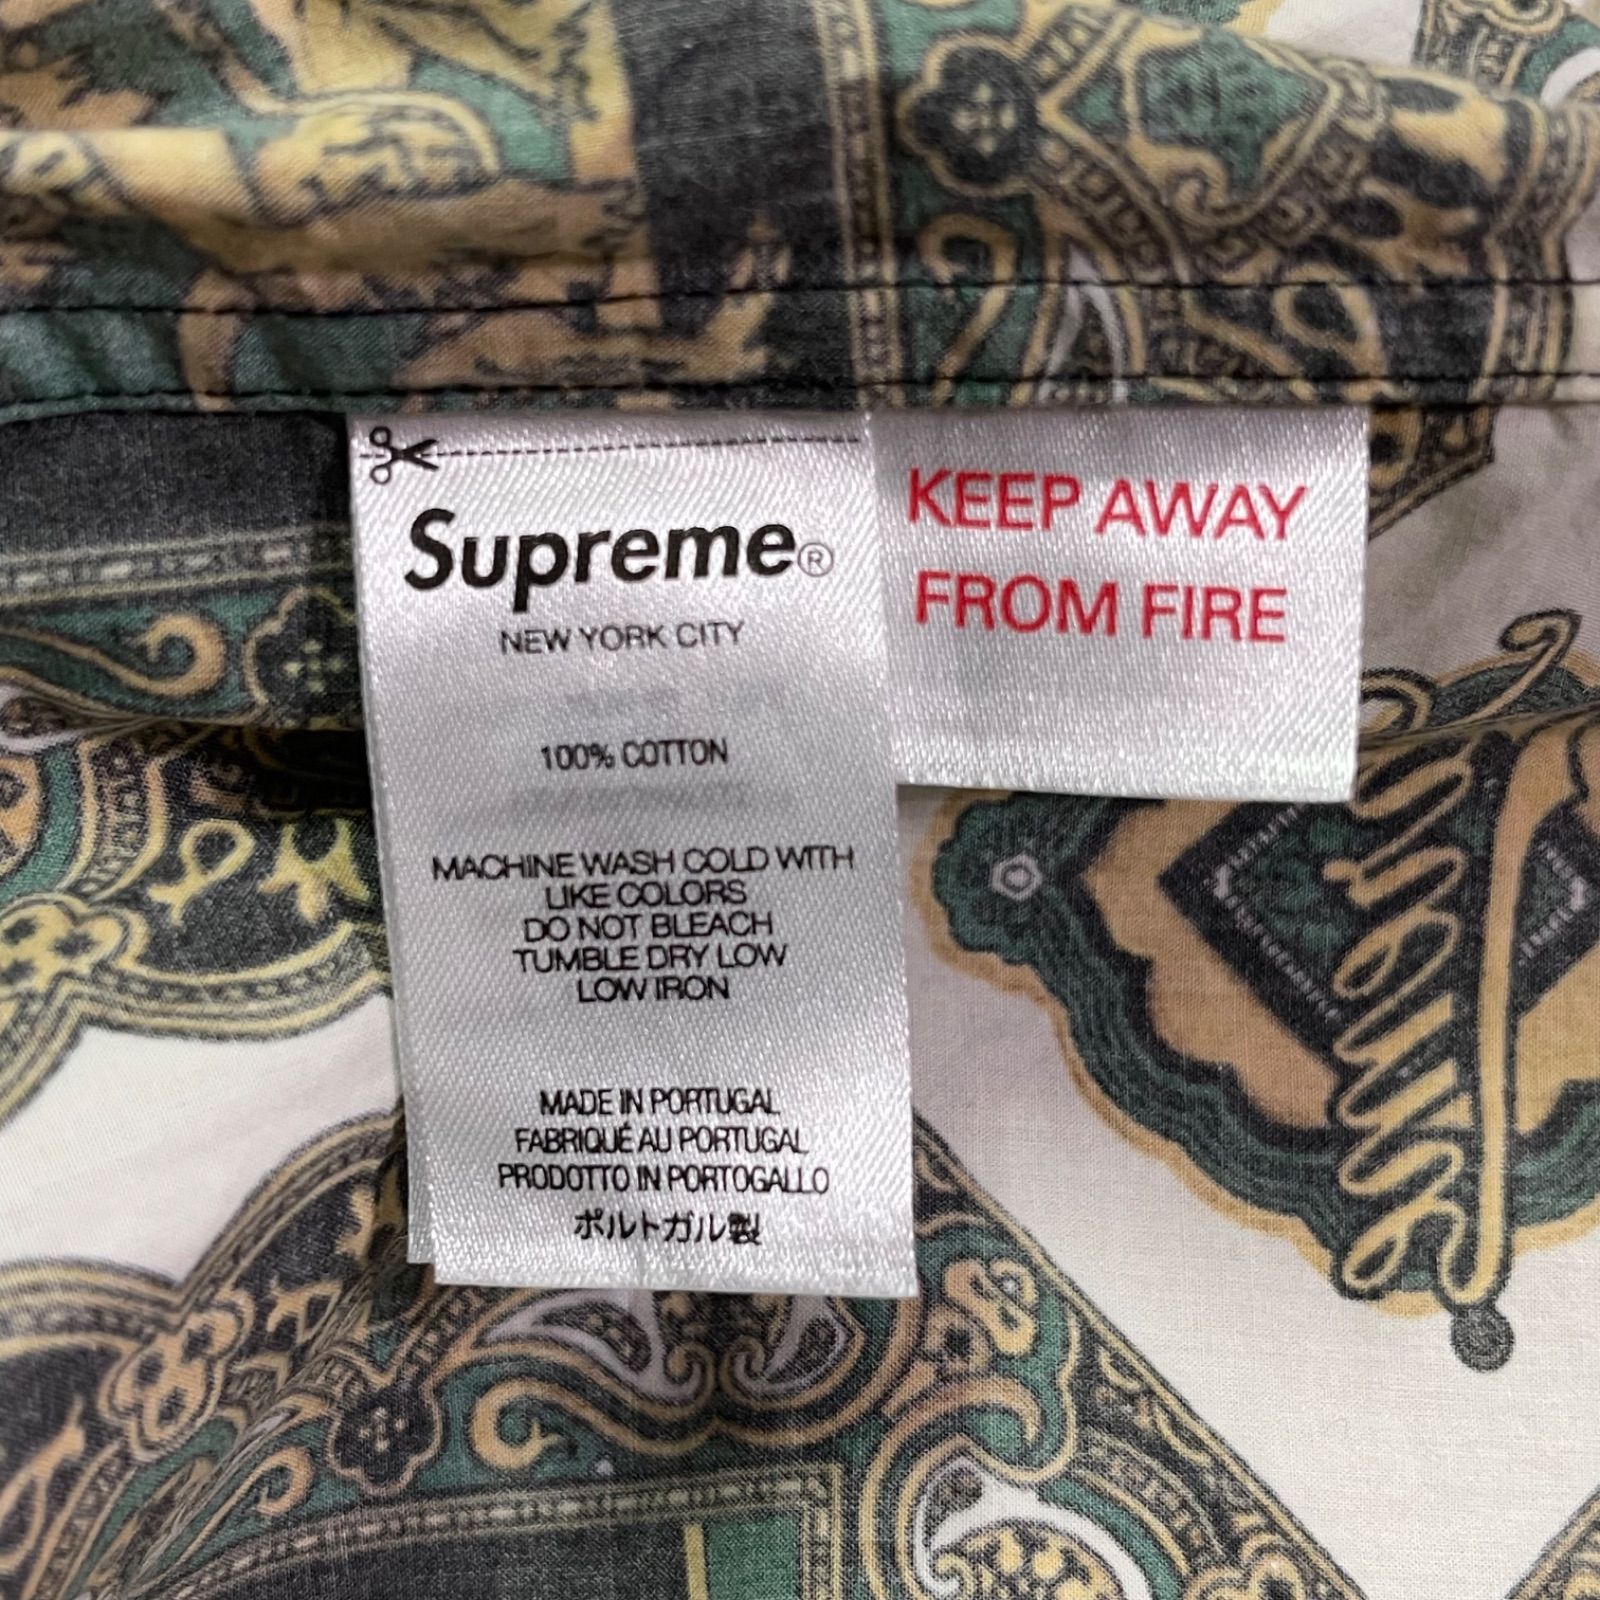 Supreme®
NEW YORK CITY
100% COTTON
MACHINE WASH COLD WITH
LIKE COLORS
DO NOT BLEACH
TUMBLE DRY LOW
LOW IRON
MADE IN PORTUGAL
FABRIQUÉ AU PORTUGAL
PRODOTTO IN PORTOGALLO
ポルトガル製
KEEP AWAY
FROM FIRE